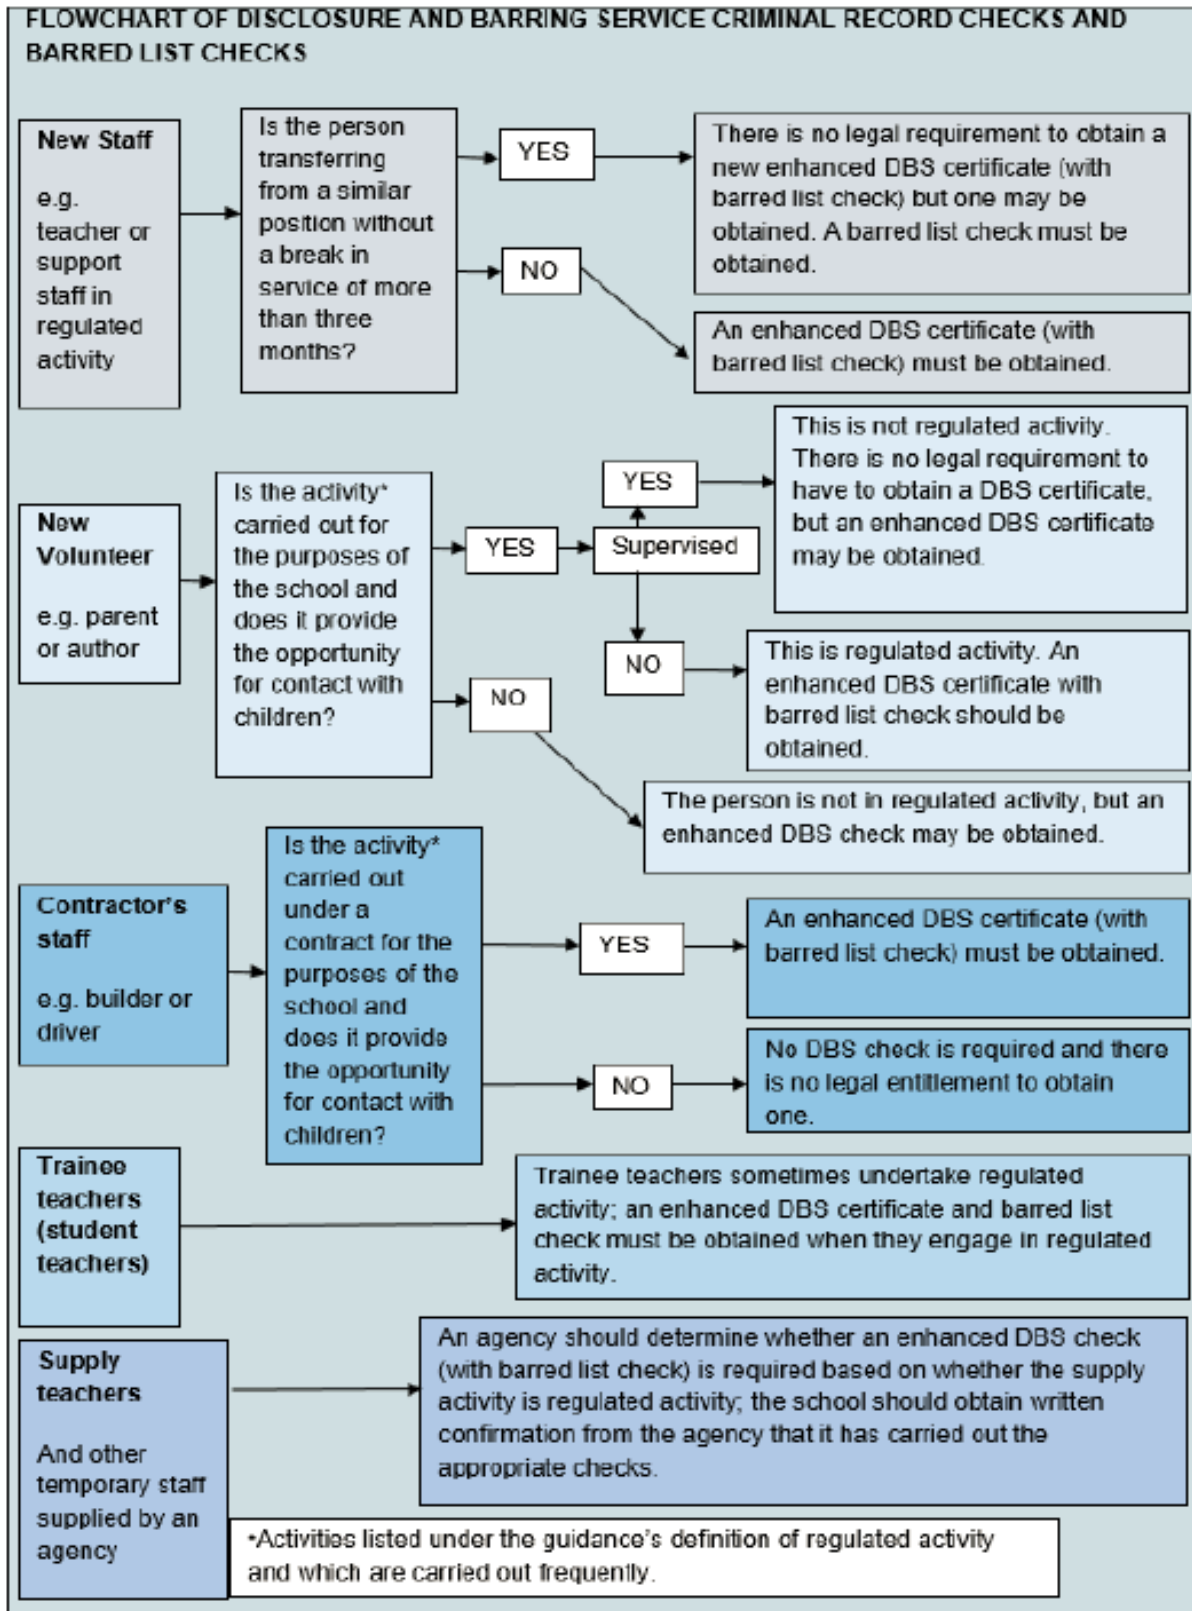 FLOWCHART OF DISCLOSURE AND BARRING SERVICE CRIMINAL RECORD CHECKS AND
BARRED LIST CHECKS
New Staff
e.g.
teacher or
support
staff in
regulated
activity
Is the person
transferring
from a similar
position without
a break in
service of more
than three
months?
YES
There is no legal requirement to obtain a
new enhanced DBS certificate (with
barred list check) but one may be
obtained. A barred list check must be
obtained.
NO
An enhanced DBS certificate (with
barred list check) must be obtained.
New
Volunteer
e.g. parent
or author
Is the activity*
carried out for
the purposes of
the school and
does it provide
the opportunity
for contact with
children?
YES
Supervised
YES
This is not regulated activity.
There is no legal requirement to
have to obtain a DBS certificate,
but an enhanced DBS certificate
may be obtained.
NO
This is regulated activity. An
enhanced DBS certificate with
barred list check should be
obtained.
NO
The person is not in regulated activity, but an
enhanced DBS check may be obtained.
Contractor's
staff
e.g. builder or
driver
Is the activity*
carried out
under a
contract for the
purposes of the
school and
does it provide
the opportunity
for contact with
children?
YES
An enhanced DBS certificate (with
barred list check) must be obtained.
NO
No DBS check is required and there
is no legal entitlement to obtain
one.
Trainee
teachers
(student
teachers)
Trainee teachers sometimes undertake regulated
activity; an enhanced DBS certificate and barred list
check must be obtained when they engage in regulated
activity.
Supply
teachers
And other
temporary staff
supplied by an
agency
An agency should determine whether an enhanced DBS check
(with barred list check) is required based on whether the supply
activity is regulated activity; the school should obtain written
confirmation from the agency that it has carried out the
appropriate checks.
*Activities listed under the guidance's definition of regulated activity
and which are carried out frequently.